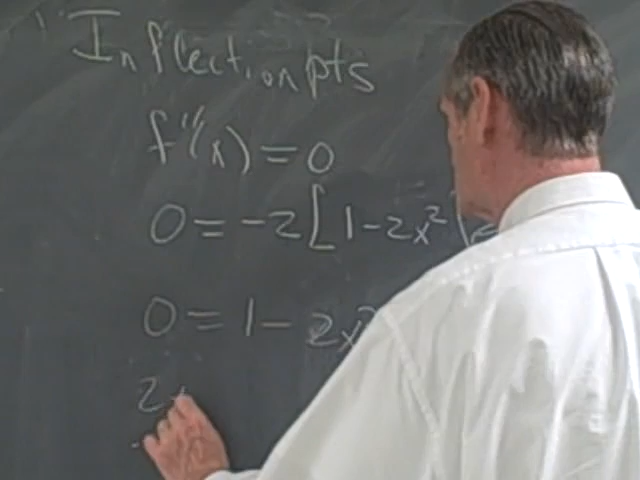 Inflection pts
f''(x) = 0
0 = -2[1-2x²]
0 = 1 - 2x²
2